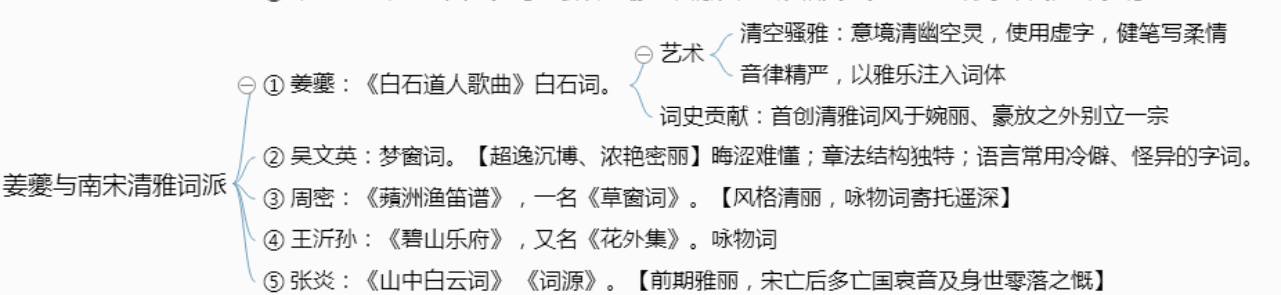 清空骚雅：意境清幽空灵，使用虚字，健笔写柔情
艺术
音律精严，以雅乐注入词体
① 姜夔：《白石道人歌曲》白石词。
词史贡献：首创清雅词风于婉丽、豪放之外别立一宗
② 吴文英：梦窗词。【超逸沉博、浓艳密丽】晦涩难懂；章法结构独特；语言常用冷僻、怪异的字词。
姜夔与南宋清雅词派
③ 周密：《蘋洲渔笛谱》，一名《草窗词》。【风格清丽，咏物词寄托遥深】
④ 王沂孙：《碧山乐府》，又名《花外集》。咏物词
⑤ 张炎：《山中白云词》《词源》。【前期雅丽，宋亡后多亡国哀音及身世零落之慨】